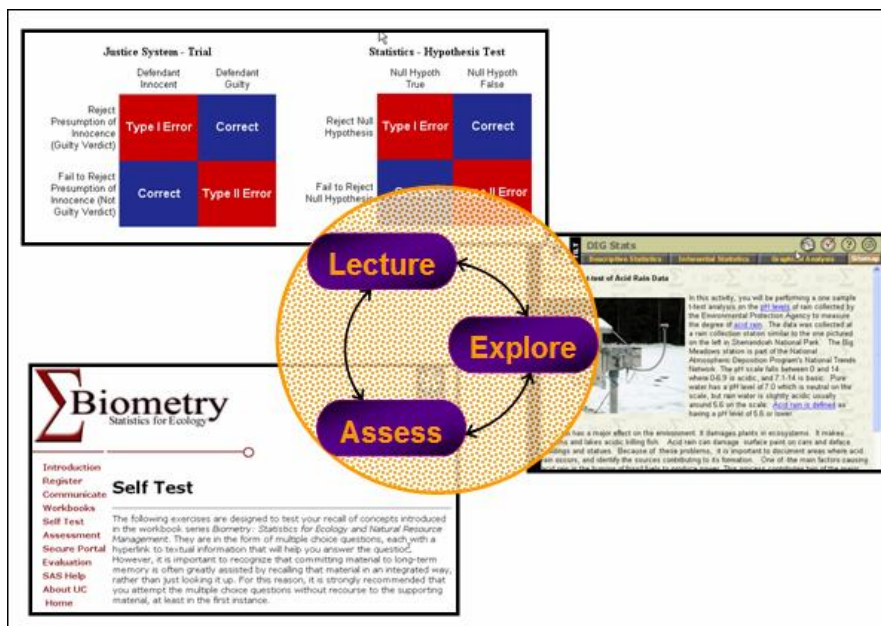 Justice System - Trial
Defendant Innocent
Defendant Guilty
Reject Presumption of Innocence (Guilty Verdict)
Type I Error
Correct
Fail to Reject Presumption of Innocence (Not Guilty Verdict)
Correct
Type II Error
Statistics - Hypothesis Test
Null Hypoth True
Null Hypoth False
Reject Null Hypothesis
Type I Error
Correct
Fail to Reject Null Hypothesis
II Error
Lecture
Explore
Assess
DIG Stats
Descriptive Statistics
Inferential Statistics
Graphical Analysis
Sitemap
t-test of Acid Rain Data
In this activity, you will be performing a one sample
t-test analysis on the pH levels of rain collected by
the Environmental Protection Agency to measure
the degree of acid rain. The data was collected at
a rain collection station similar to the one pictured
on the left in Shenandoah National Park. The Big
Meadows station is part of the National
Atmospheric Deposition Program's National Trends
Network. The pH scale falls between 0 and 14
where 0-6.9 is acidic, and 7.1-14 is basic. Pure
water has a pH level of 7.0 which is neutral on the
scale, but rain water is slightly acidic usually
around 5.6 on the scale. Acid rain is defined as
having a pH level of 5.6 or lower.
has a major effect on the environment. It damages plants in ecosystems. It makes
and lakes acidic killing fish. Acid rain can damage surface paint on cars and deface
buildings and statues. Because of these problems, it is important to document areas where acid
rain occurs, and identify the sources contributing to its formation. One of the main factors causing
ΣBiometry
Statistics for Ecology
Introduction
Register
Communicate
Workbooks
Self Test
Assessment
Secure Portal
Evaluation
SAS Help
About UC
Home
Self Test
The following exercises are designed to test your recall of concepts introduced
in the workbook series Biometry: Statistics for Ecology and Natural Resource
Management. They are in the form of multiple choice questions, each with a
hyperlink to textual information that will help you answer the question.
However, it is important to recognize that committing material to long-term
memory is often greatly assisted by recalling that material in an integrated way,
rather than just looking it up. For this reason, it is strongly recommended that
you attempt the multiple choice questions without recourse to the supporting
material, at least in the first instance.